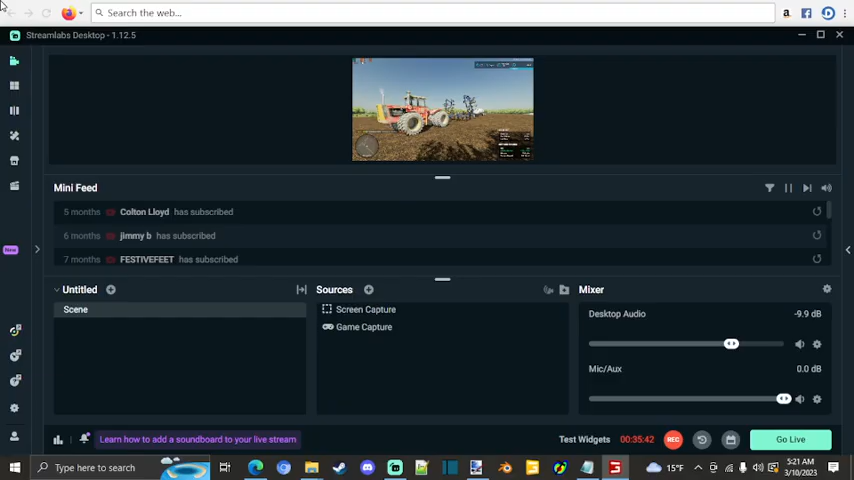 Search the web...
Streamlabs Desktop - 1.12.5
Mini Feed
5 months Colton Lloyd has subscribed
6 months jimmy b has subscribed
7 months FESTIVEFEET has subscribed
New
Untitled
Sources
Mixer
Scene
Screen Capture
Game Capture
Desktop Audio -9.9 dB
Mic/Aux 0.0 dB
Learn how to add a soundboard to your live stream
Test Widgets 00:35:42 REC Go Live
Type here to search
15°F
5:21 AM
3/10/2023